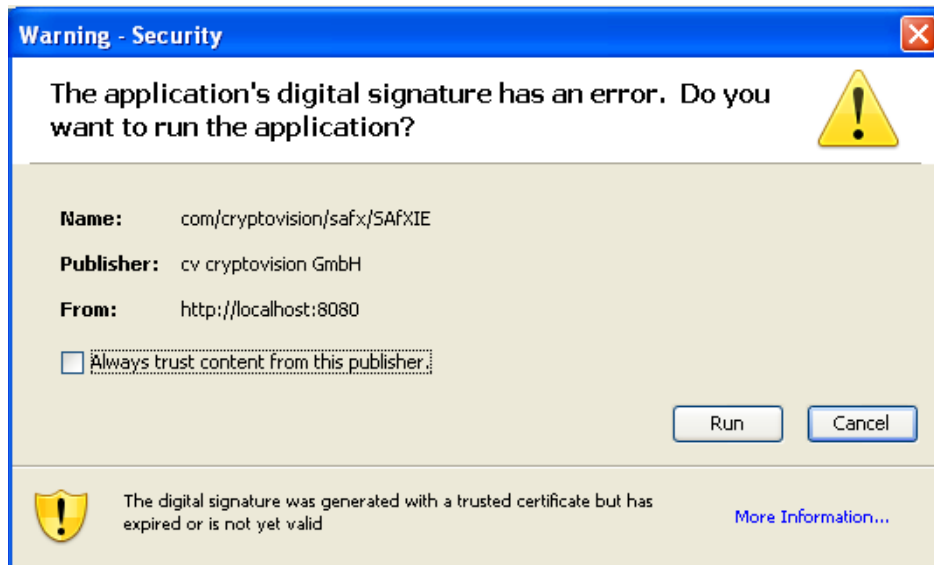 Warning - Security
The application's digital signature has an error. Do you
want to run the application?
Name: com/cryptovision/safx/SAfXIE
Publisher: cv cryptovision GmbH
From: http://localhost:8080
Always trust content from this publisher.
Run Cancel
The digital signature was generated with a trusted certificate but has
expired or is not yet valid
More Information...